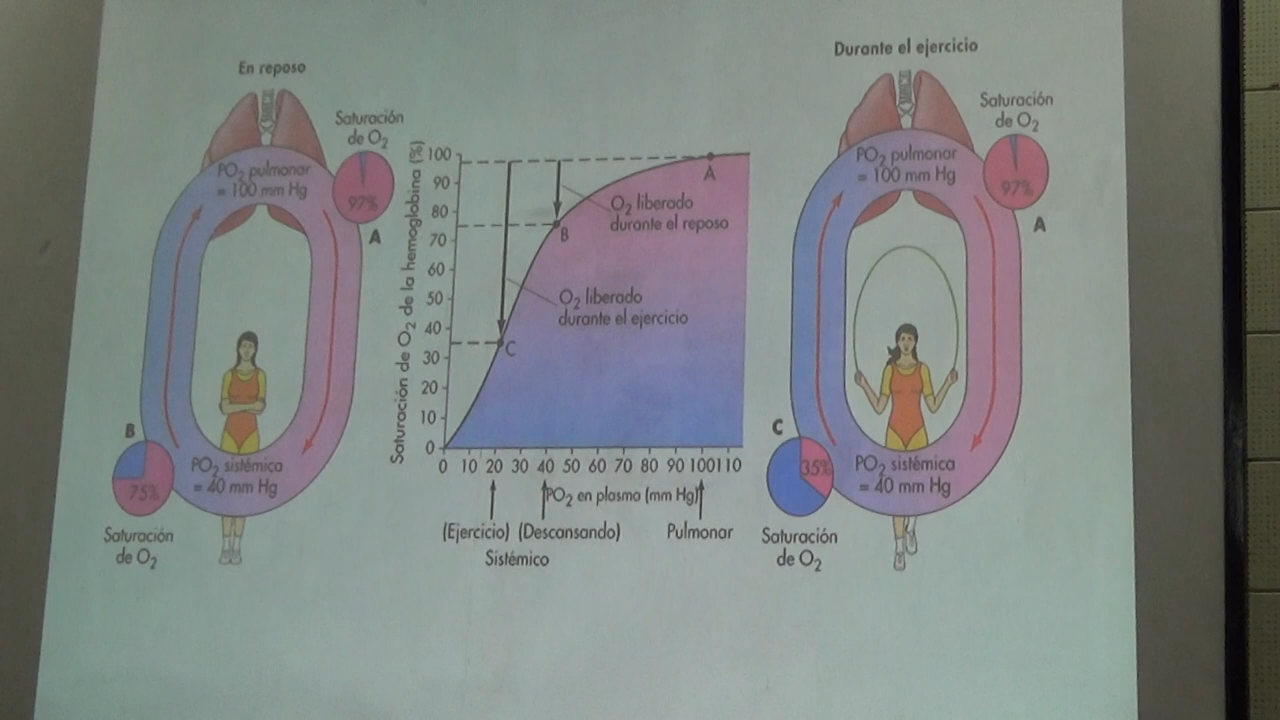 En reposo
Saturación
de O₂
PO₂ pulmonar
= 100 mm Hg
97%
A
B
75%
PO₂ sistémica
= 40 mm Hg
Saturación
de O₂
Saturación de O₂ de la hemoglobina (%)
100
90
80
70
60
50
40
30
20
10
0
A
O₂ liberado
durante el reposo
B
O₂ liberado
durante el ejercicio
C
0 10 20 30 40 50 60 70 80 90 100 110
PO₂ en plasma (mm Hg)
(Ejercicio) (Descansando) Pulmonar
Sistémico
Durante el ejercicio
Saturación
de O₂
PO₂ pulmonar
= 100 mm Hg
97%
A
C
35%
PO₂ sistémica
= 40 mm Hg
Saturación
de O₂